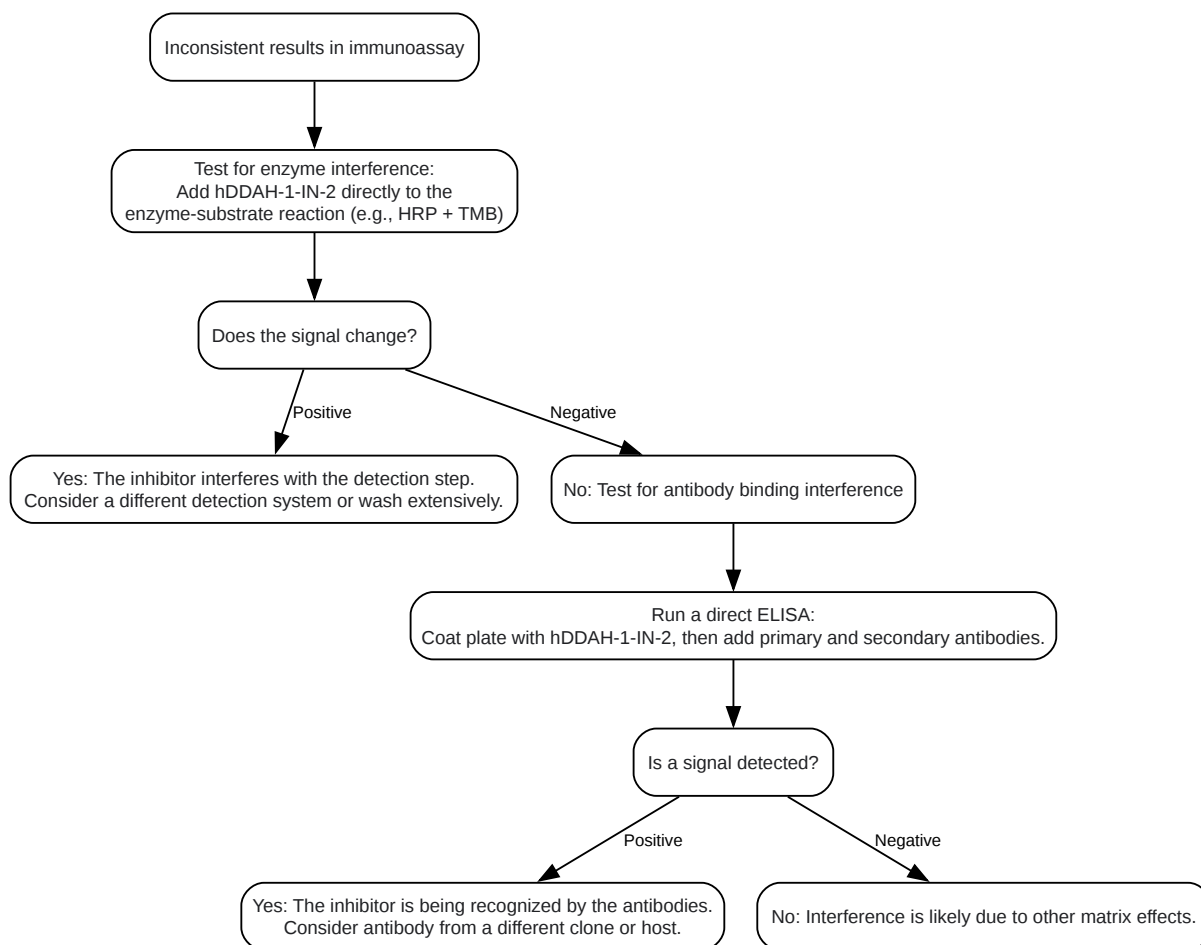 Inconsistent results in immunoassay
Test for enzyme interference:
Add hDDAH-1-IN-2 directly to the
enzyme-substrate reaction (e.g., HRP + TMB)
Does the signal change?
Positive
Negative
Yes: The inhibitor interferes with the detection step.
Consider a different detection system or wash extensively.
No: Test for antibody binding interference
Run a direct ELISA:
Coat plate with hDDAH-1-IN-2, then add primary and secondary antibodies.
Is a signal detected?
Positive
Negative
Yes: The inhibitor is being recognized by the antibodies.
Consider antibody from a different clone or host.
No: Interference is likely due to other matrix effects.